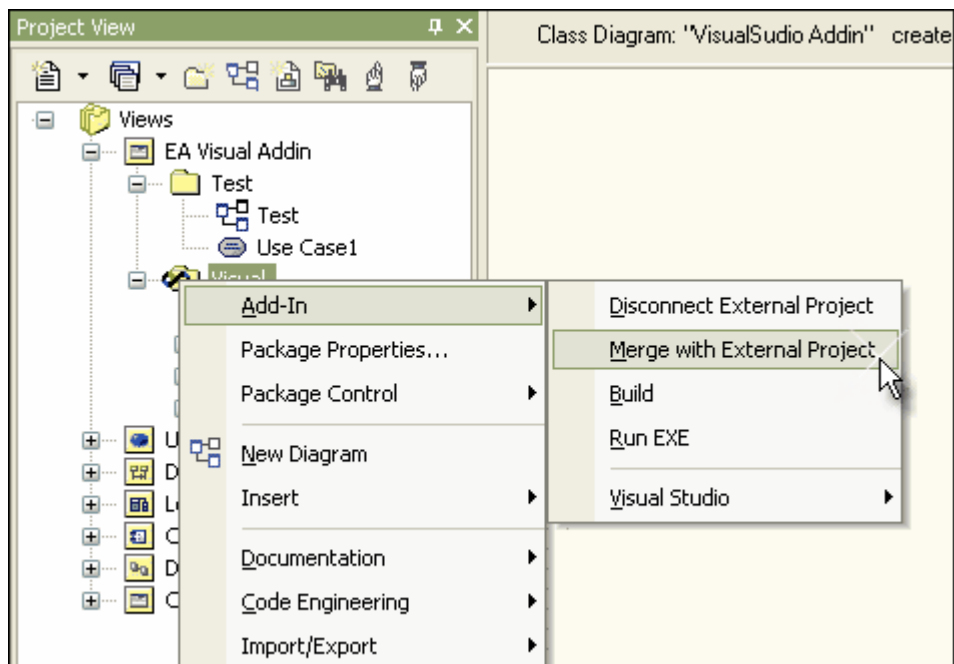 Project View
Class Diagram: "VisualSudio Addin" create
Views
EA Visual Addin
Test
Test
Use Case1
Visual
Add-In
Package Properties...
Package Control
New Diagram
Insert
Documentation
Code Engineering
Import/Export
Disconnect External Project
Merge with External Project
Build
Run EXE
Visual Studio
U
D
L
C
D
C